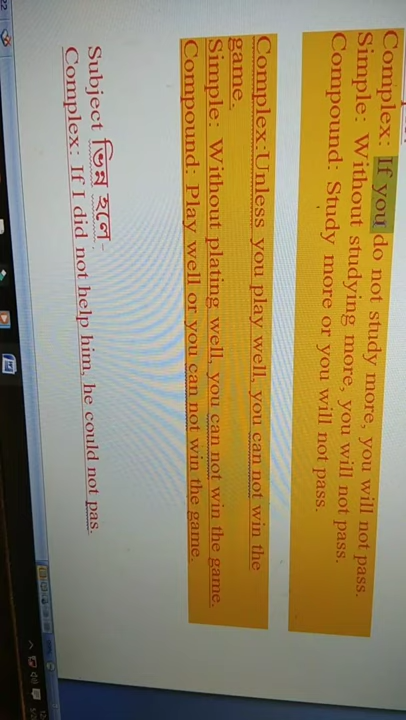 Complex: If you do not study more, you will not pass.
Simple: Without studying more, you will not pass.
Compound: Study more or you will not pass.
Complex:Unless you play well, you can not win the
game.
Simple: Without plating well, you can not win the game.
Compound: Play well or you can not win the game.
Subject ভিন্ন হলে-
Complex: If I did not help him, he could not pas.